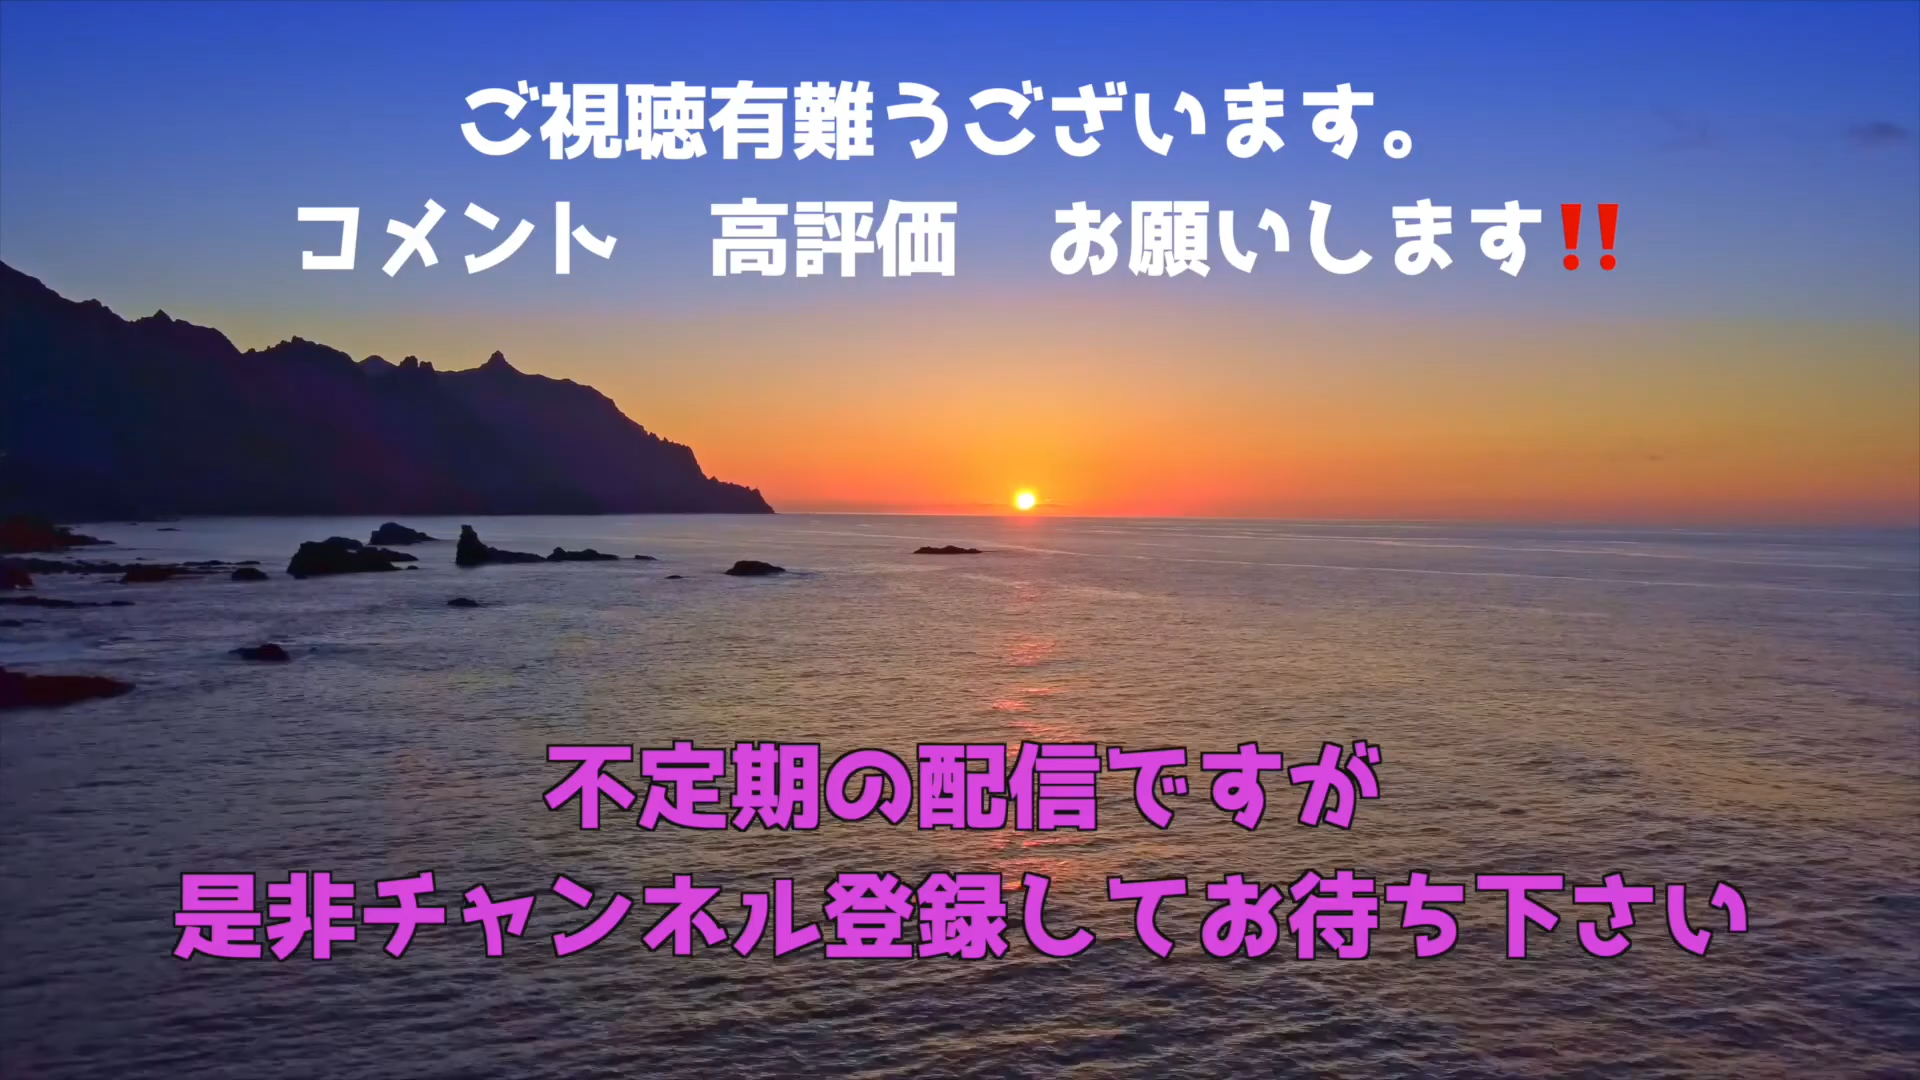 ご視聴有難うございます。
コメント　高評価　お願いします‼
不定期の配信ですが
是非チャンネル登録してお待ち下さい